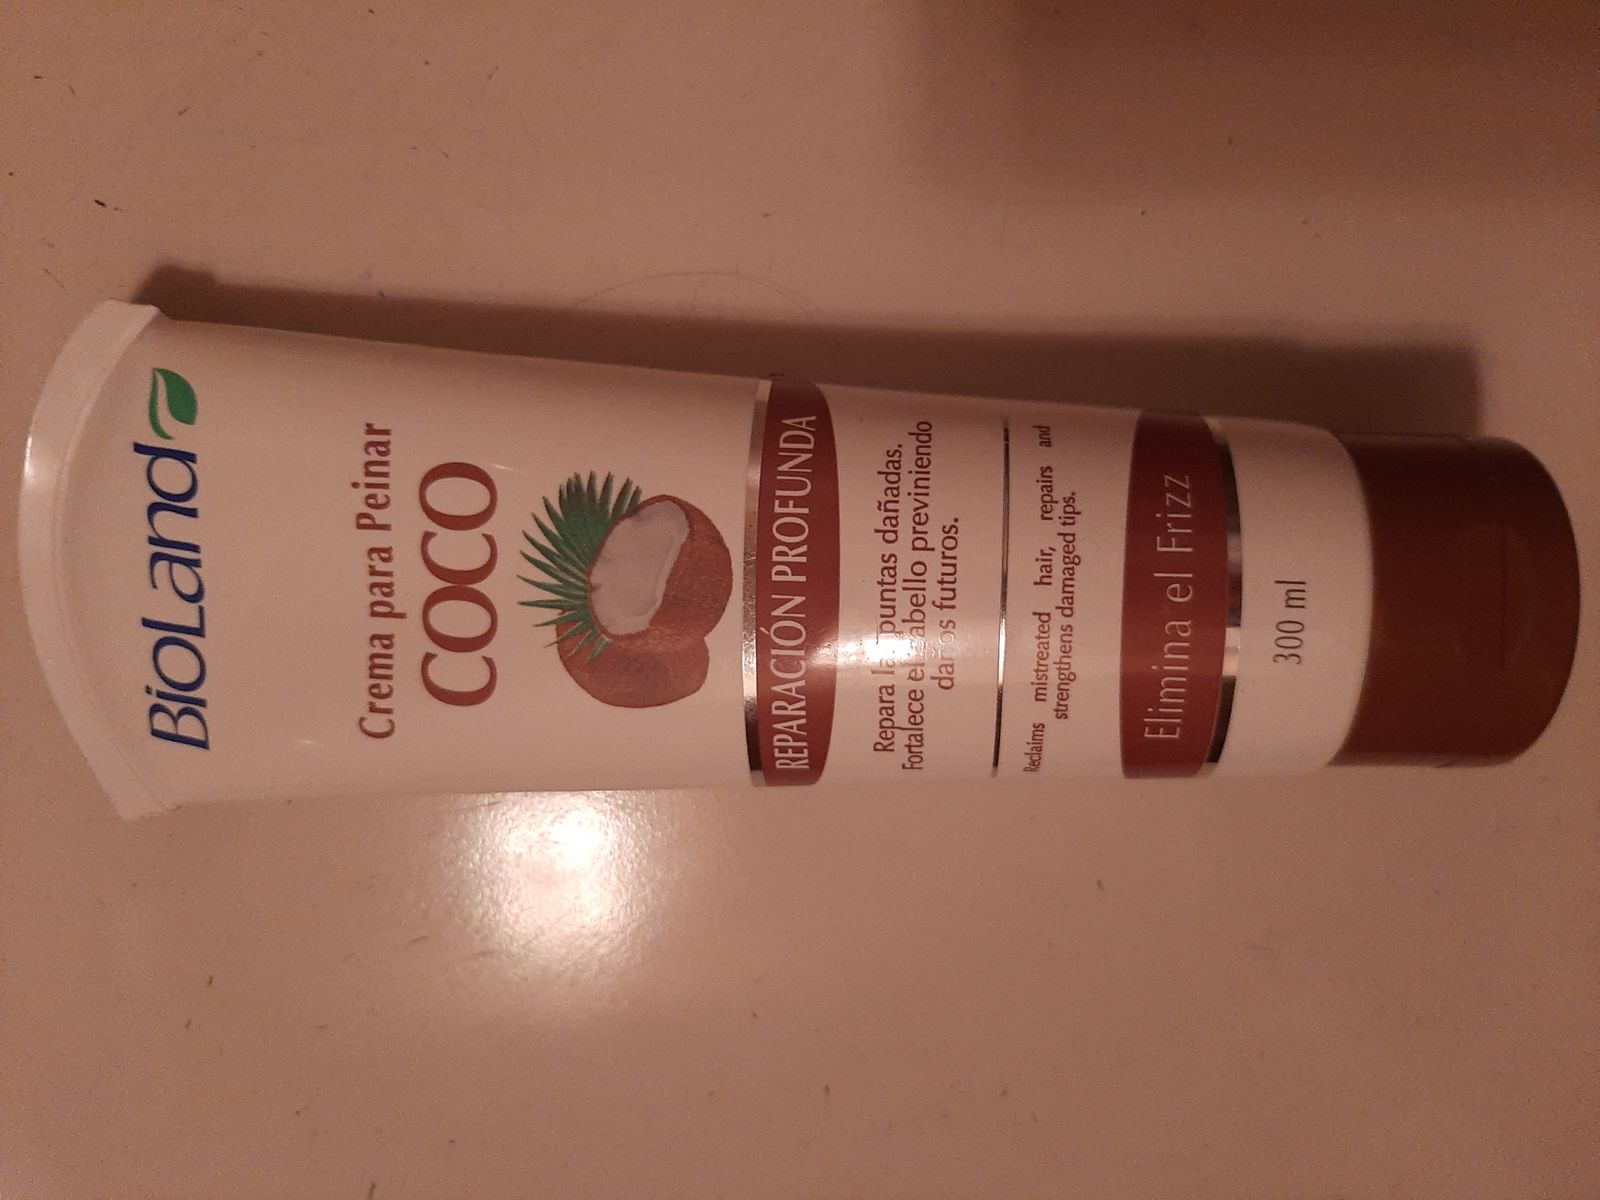 BioLand
Crema para Peinar
COCO
REPARACIÓN PROFUNDA
Repara las puntas dañadas.
Fortalece el cabello previniendo
daños futuros.
Reclaims mistreated hair, repairs and
strengthens damaged tips.
Elimina el Frizz
300 ml